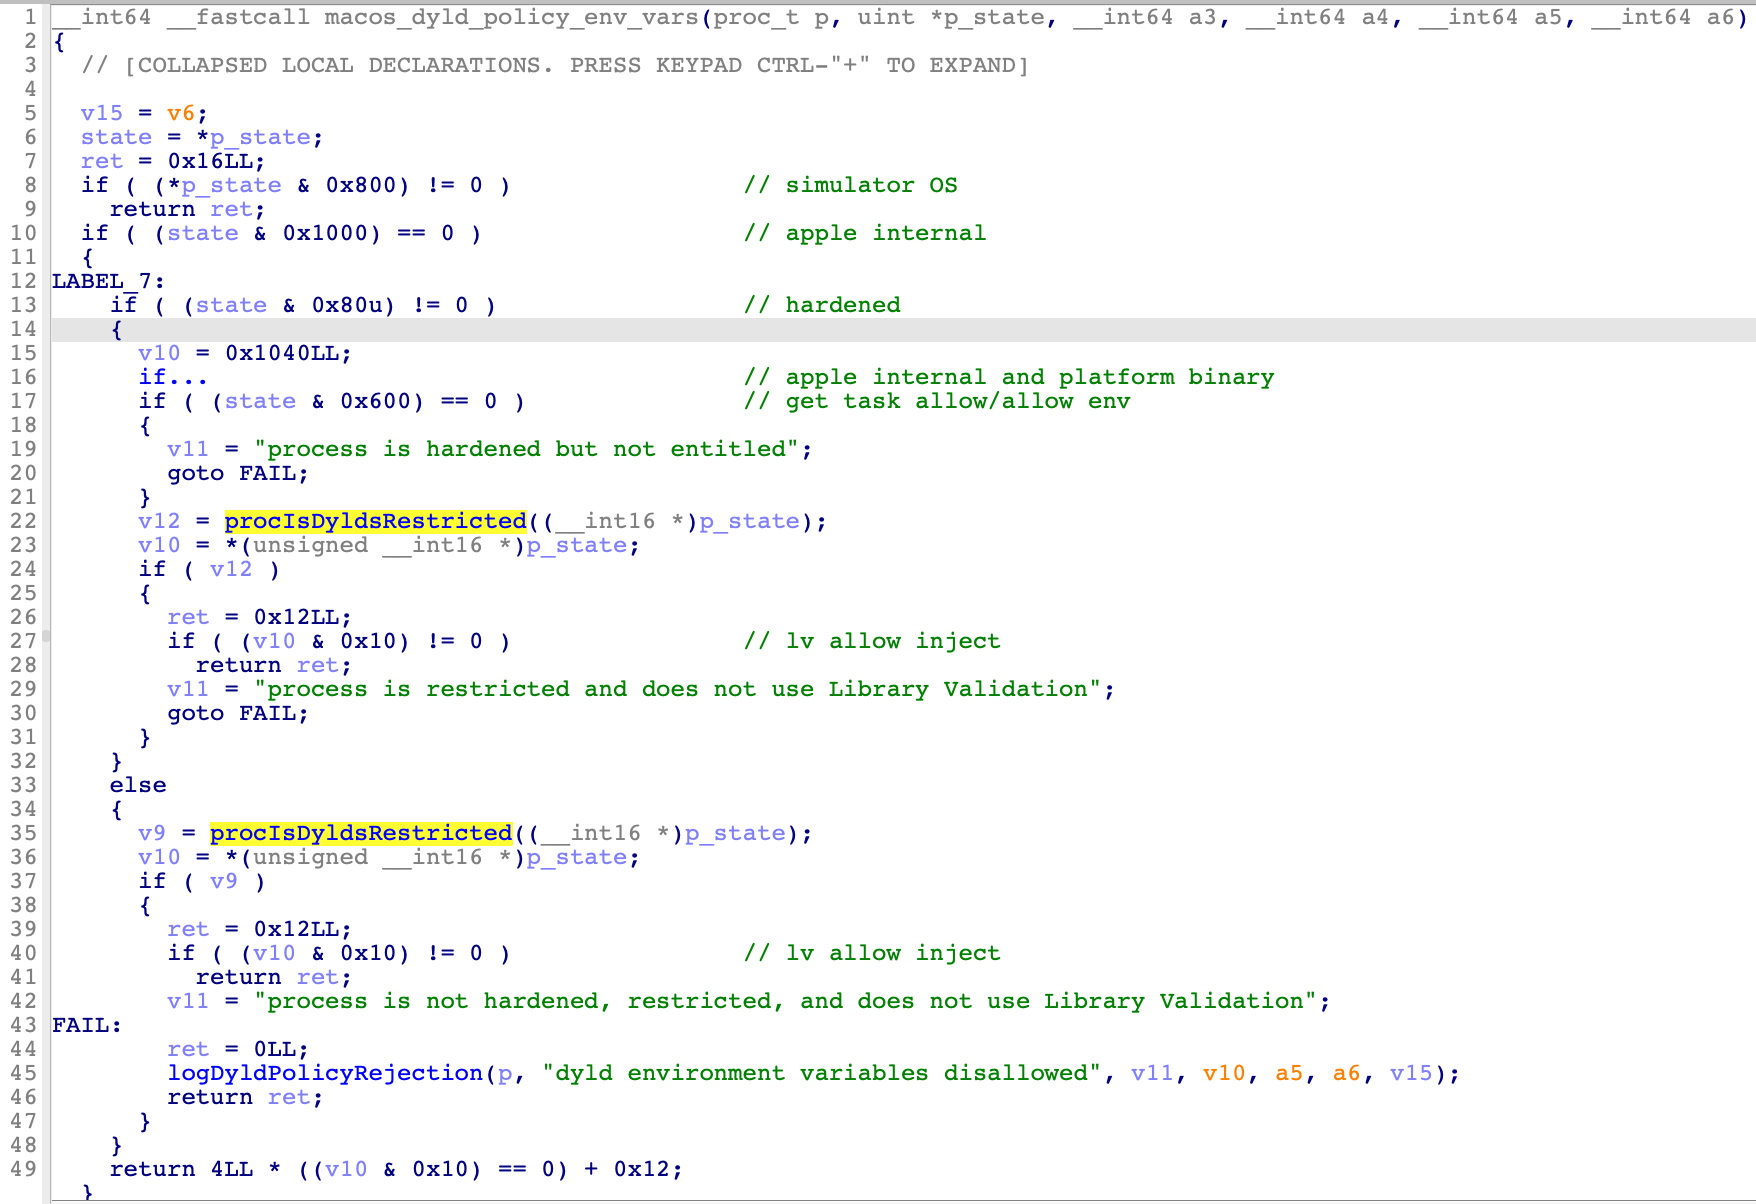 1 __int64 __fastcall macos_dyld_policy_env_vars(proc_t p, uint *p_state, __int64 a3, __int64 a4, __int64 a5, __int64 a6)
2 {
3   // [COLLAPSED LOCAL DECLARATIONS. PRESS KEYPAD CTRL-"+" TO EXPAND]
4
5   v15 = v6;
6   state = *p_state;
7   ret = 0x16LL;
8   if ( (*p_state & 0x800) != 0 )                // simulator OS
9     return ret;
10   if ( (state & 0x1000) == 0 )                  // apple internal
11   {
12 LABEL_7:
13     if ( (state & 0x80u) != 0 )                 // hardened
14     {
15       v10 = 0x1040LL;
16       if...                                     // apple internal and platform binary
17       if ( (state & 0x600) == 0 )               // get task allow/allow env
18       {
19         v11 = "process is hardened but not entitled";
20         goto FAIL;
21       }
22       v12 = procIsDyldsRestricted((__int16 *)p_state);
23       v10 = *(unsigned __int16 *)p_state;
24       if ( v12 )
25       {
26         ret = 0x12LL;
27         if ( (v10 & 0x10) != 0 )                // lv allow inject
28           return ret;
29         v11 = "process is restricted and does not use Library Validation";
30         goto FAIL;
31       }
32     }
33     else
34     {
35       v9 = procIsDyldsRestricted((__int16 *)p_state);
36       v10 = *(unsigned __int16 *)p_state;
37       if ( v9 )
38       {
39         ret = 0x12LL;
40         if ( (v10 & 0x10) != 0 )                // lv allow inject
41           return ret;
42         v11 = "process is not hardened, restricted, and does not use Library Validation";
43 FAIL:
44         ret = 0LL;
45         logDyldPolicyRejection(p, "dyld environment variables disallowed", v11, v10, a5, a6, v15);
46         return ret;
47       }
48     }
49     return 4LL * ((v10 & 0x10) == 0) + 0x12;
  }